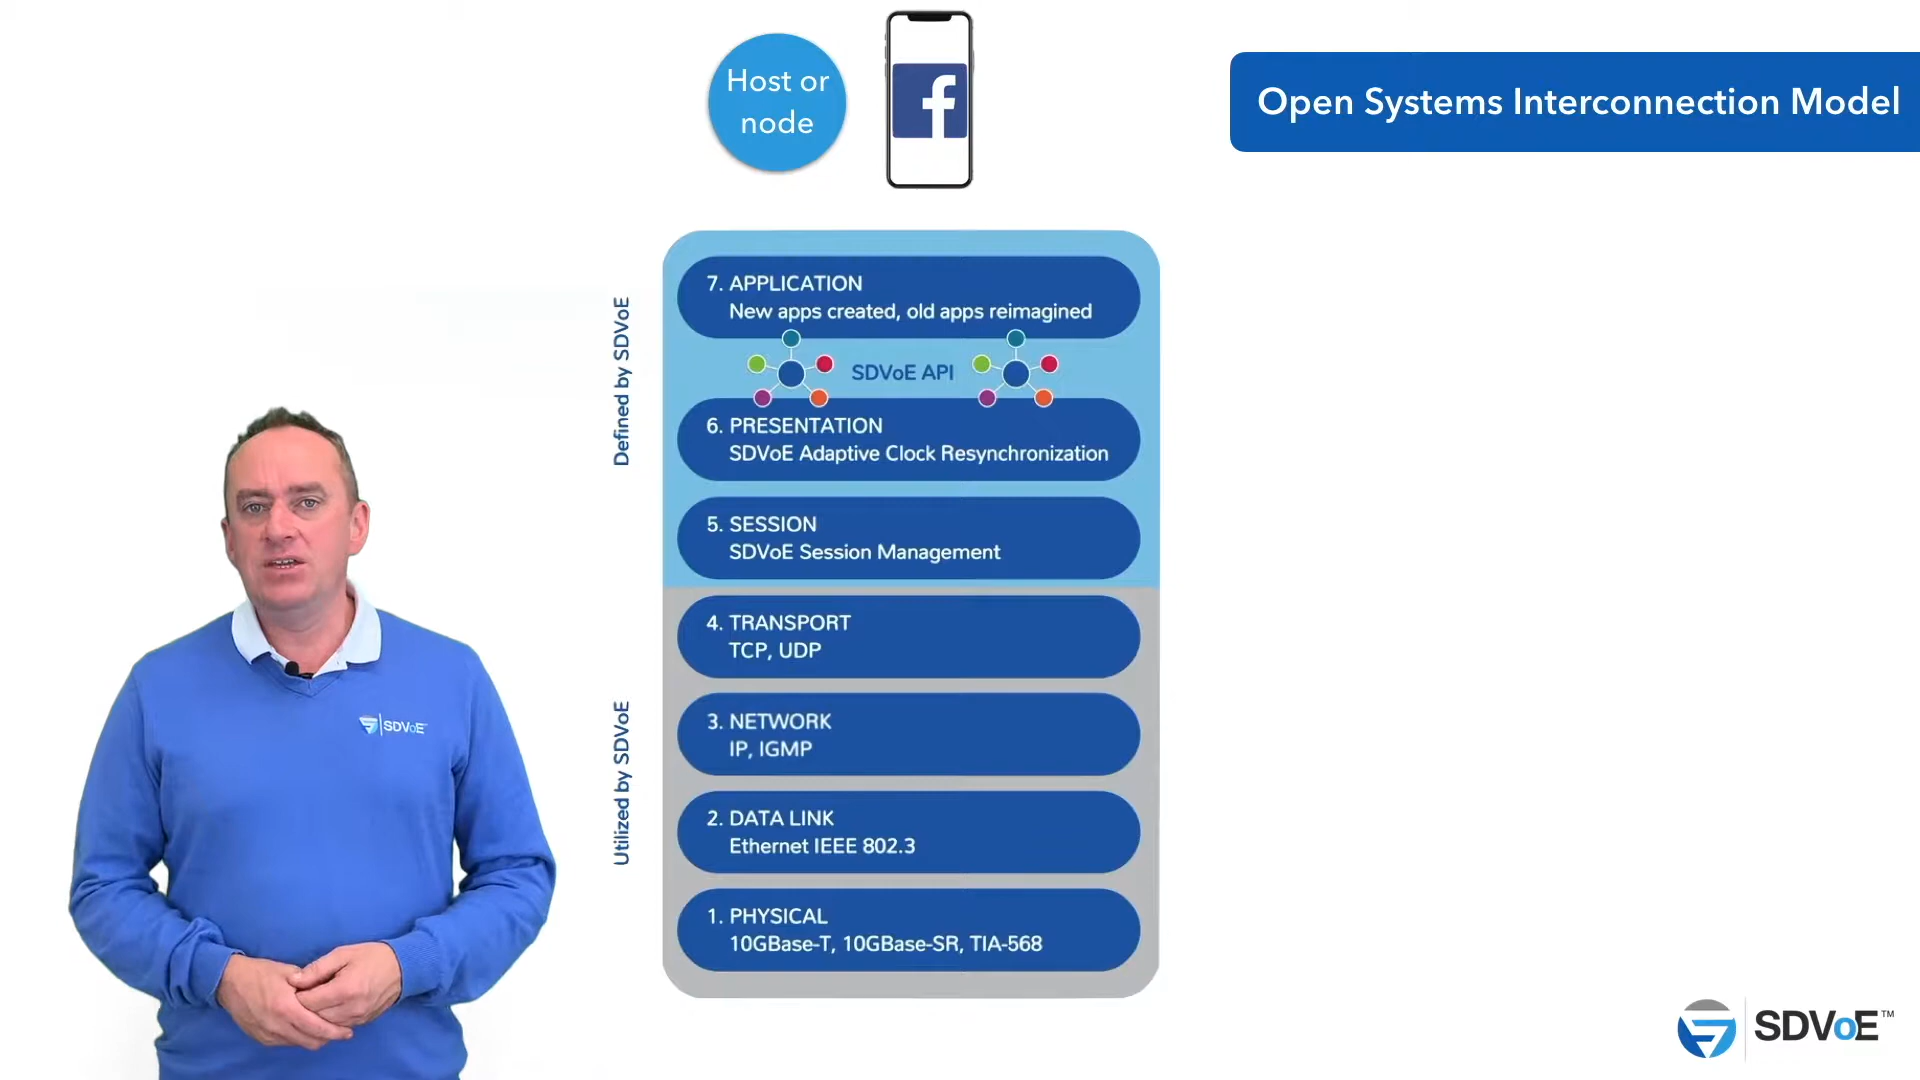 Host or
node
Open Systems Interconnection Model
Defined by SDVoE
7. APPLICATION
New apps created, old apps reimagined
SDVoE API
6. PRESENTATION
SDVoE Adaptive Clock Resynchronization
5. SESSION
SDVoE Session Management
Utilized by SDVoE
4. TRANSPORT
TCP, UDP
3. NETWORK
IP, IGMP
2. DATA LINK
Ethernet IEEE 802.3
1. PHYSICAL
10GBase-T, 10GBase-SR, TIA-568
SDVoE
SDVoE™